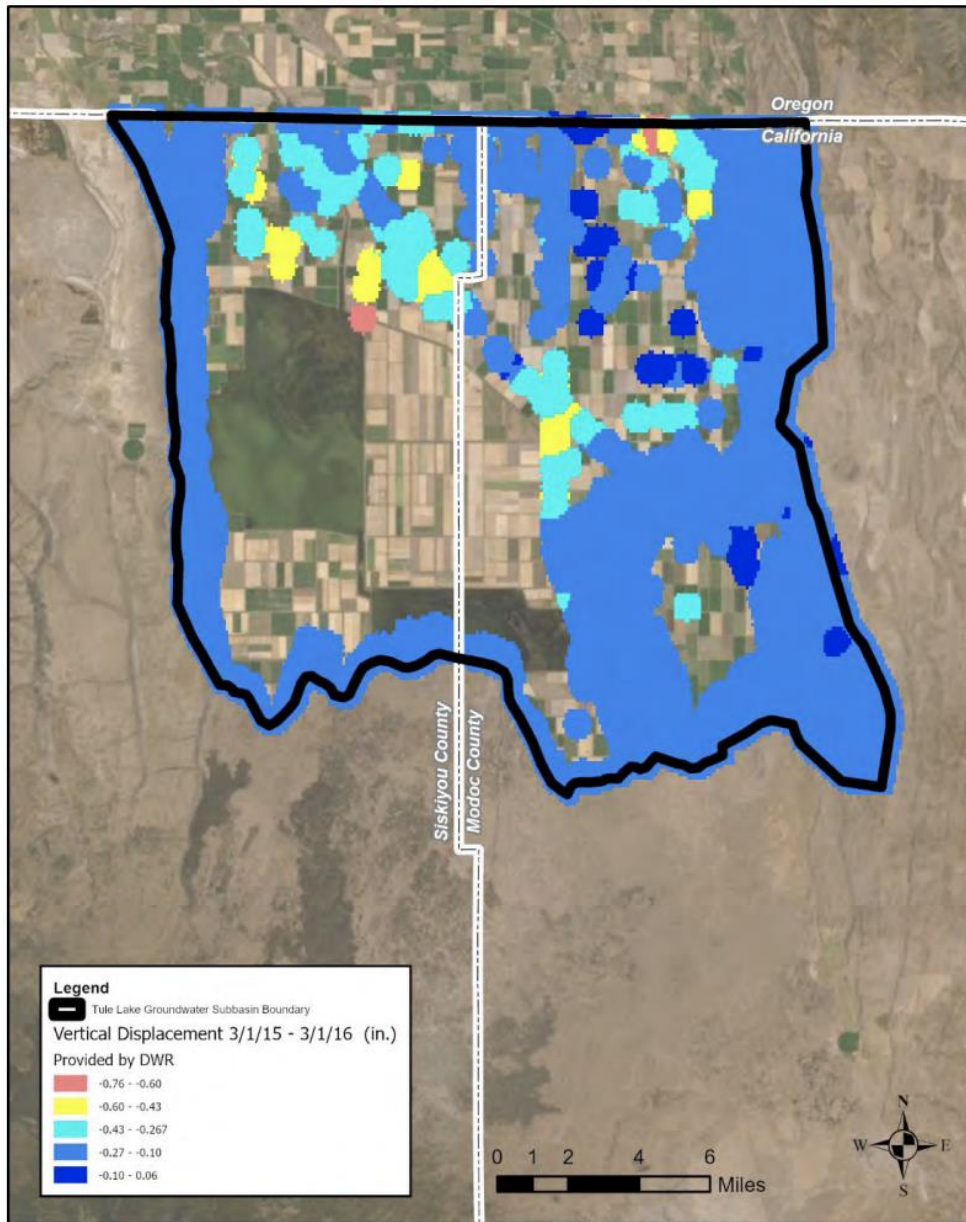 Oregon
California
Siskiyou County
Modoc County
Legend
Tule Lake Groundwater Subbasin Boundary
Vertical Displacement 3/1/15 - 3/1/16 (in.)
Provided by DWR
-0.76 - -0.60
-0.60 - -0.43
-0.43 - -0.267
-0.27 - -0.10
-0.10 - 0.06
0 1 2 4 6
Miles
N
W E
S